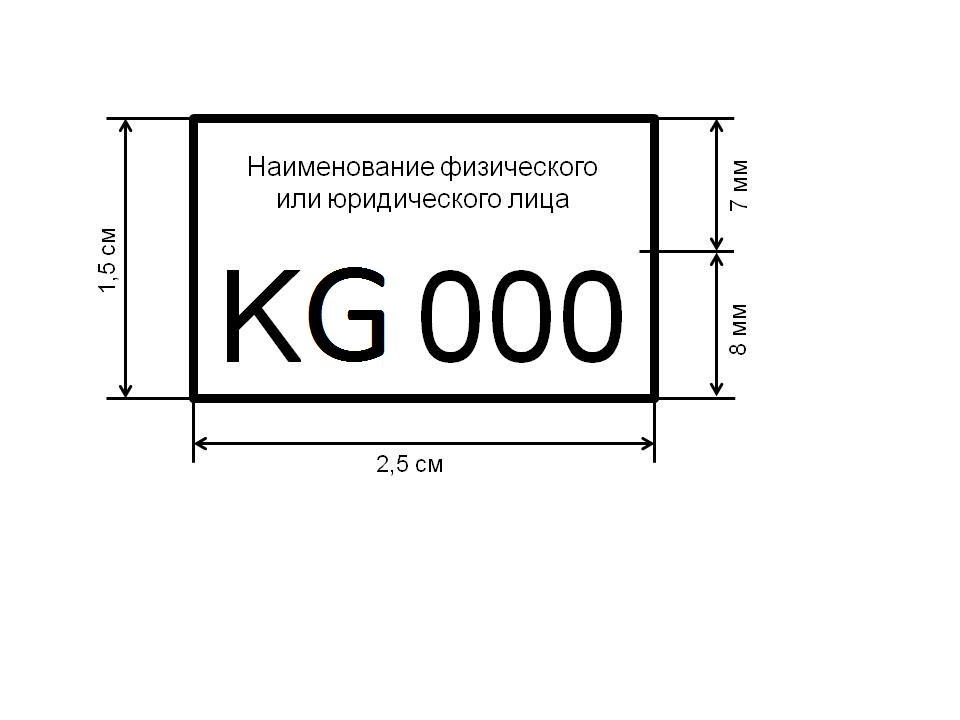 Наименование физического
или юридического лица
KG 000
1,5 см
7 мм
8 мм
2,5 см